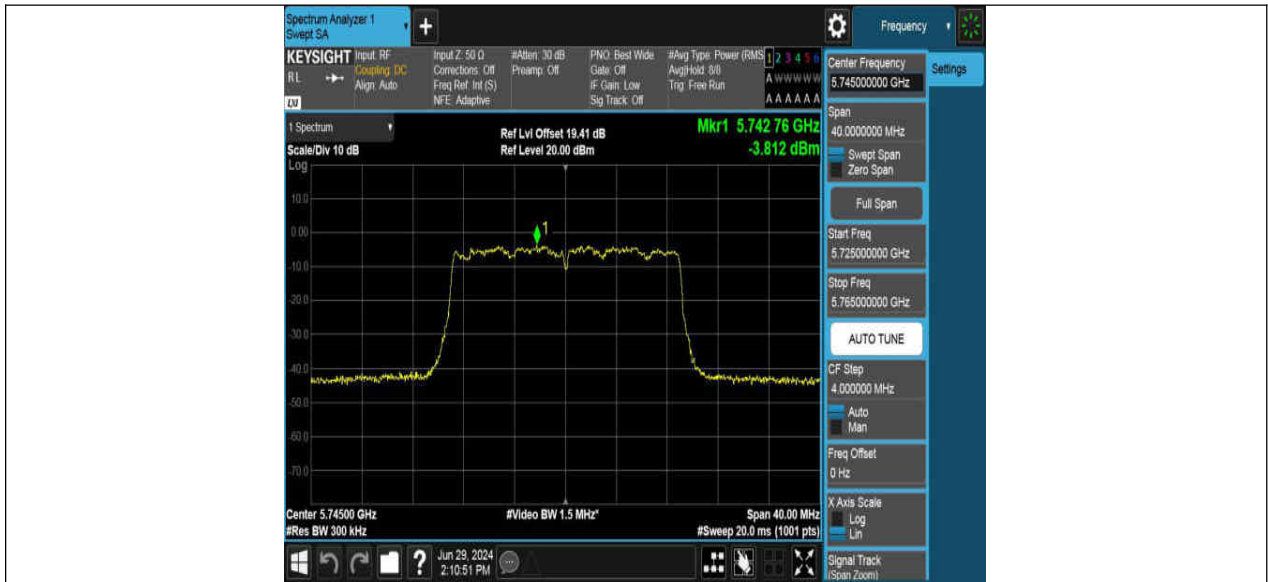 Spectrum Analyzer 1
Swept SA
+
Frequency
KEYSIGHT
RL
LXI
Input: RF
Coupling: DC
Align: Auto
Input Z: 50 Ω
Corrections: Off
Freq Ref: Int (S)
NFE: Adaptive
#Atten: 30 dB
Preamp: Off
PNO: Best Wide
Gate: Off
IF Gain: Low
Sig Track: Off
#Avg Type: Power (RMS
Avg|Hold: 8/8
Trig: Free Run
1 2 3 4 5 6
A W W W W W
A A A A A A
Center Frequency
5.745000000 GHz
Settings
1 Spectrum
Scale/Div 10 dB
Log
Ref Lvl Offset 19.41 dB
Ref Level 20.00 dBm
Mkr1 5.742 76 GHz
-3.812 dBm
10.0
0.00
-10.0
-20.0
-30.0
-40.0
-50.0
-60.0
-70.0
1
Center 5.74500 GHz
#Res BW 300 kHz
#Video BW 1.5 MHz*
Span 40.00 MHz
#Sweep 20.0 ms (1001 pts)
Span
40.0000000 MHz
Swept Span
Zero Span
Full Span
Start Freq
5.725000000 GHz
Stop Freq
5.765000000 GHz
AUTO TUNE
CF Step
4.000000 MHz
Auto
Man
Freq Offset
0 Hz
X Axis Scale
Log
Lin
Signal Track
(Span Zoom)
?
Jun 29, 2024
2:10:51 PM